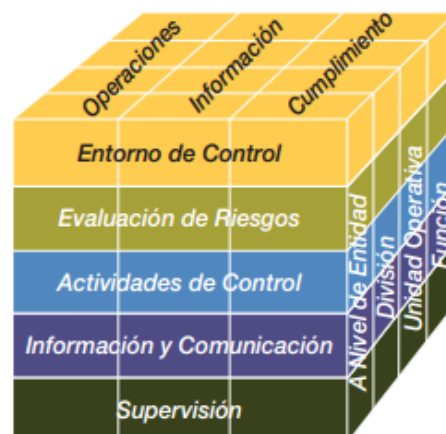 Operaciones
Información
Cumplimiento
Entorno de Control
Evaluación de Riesgos
Actividades de Control
Información y Comunicación
Supervisión
A Nivel de Entidad
División
Unidad Operativa
Función